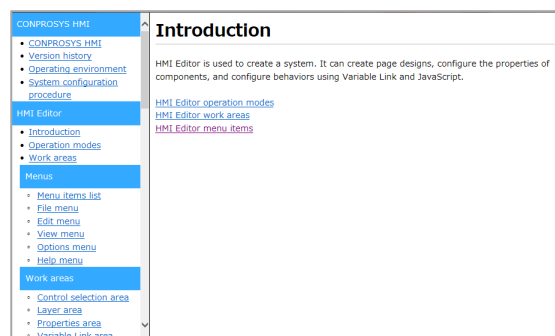 CONPROSYS HMI
CONPROSYS HMI
Version history
Operating environment
System configuration
procedure
HMI Editor
Introduction
Operation modes
Work areas
Menus
Menu items list
File menu
Edit menu
View menu
Options menu
Help menu
Work areas
Control selection area
Layer area
Properties area
Variable Link area
Introduction
HMI Editor is used to create a system. It can create page designs, configure the properties of
components, and configure behaviors using Variable Link and JavaScript.
HMI Editor operation modes
HMI Editor work areas
HMI Editor menu items